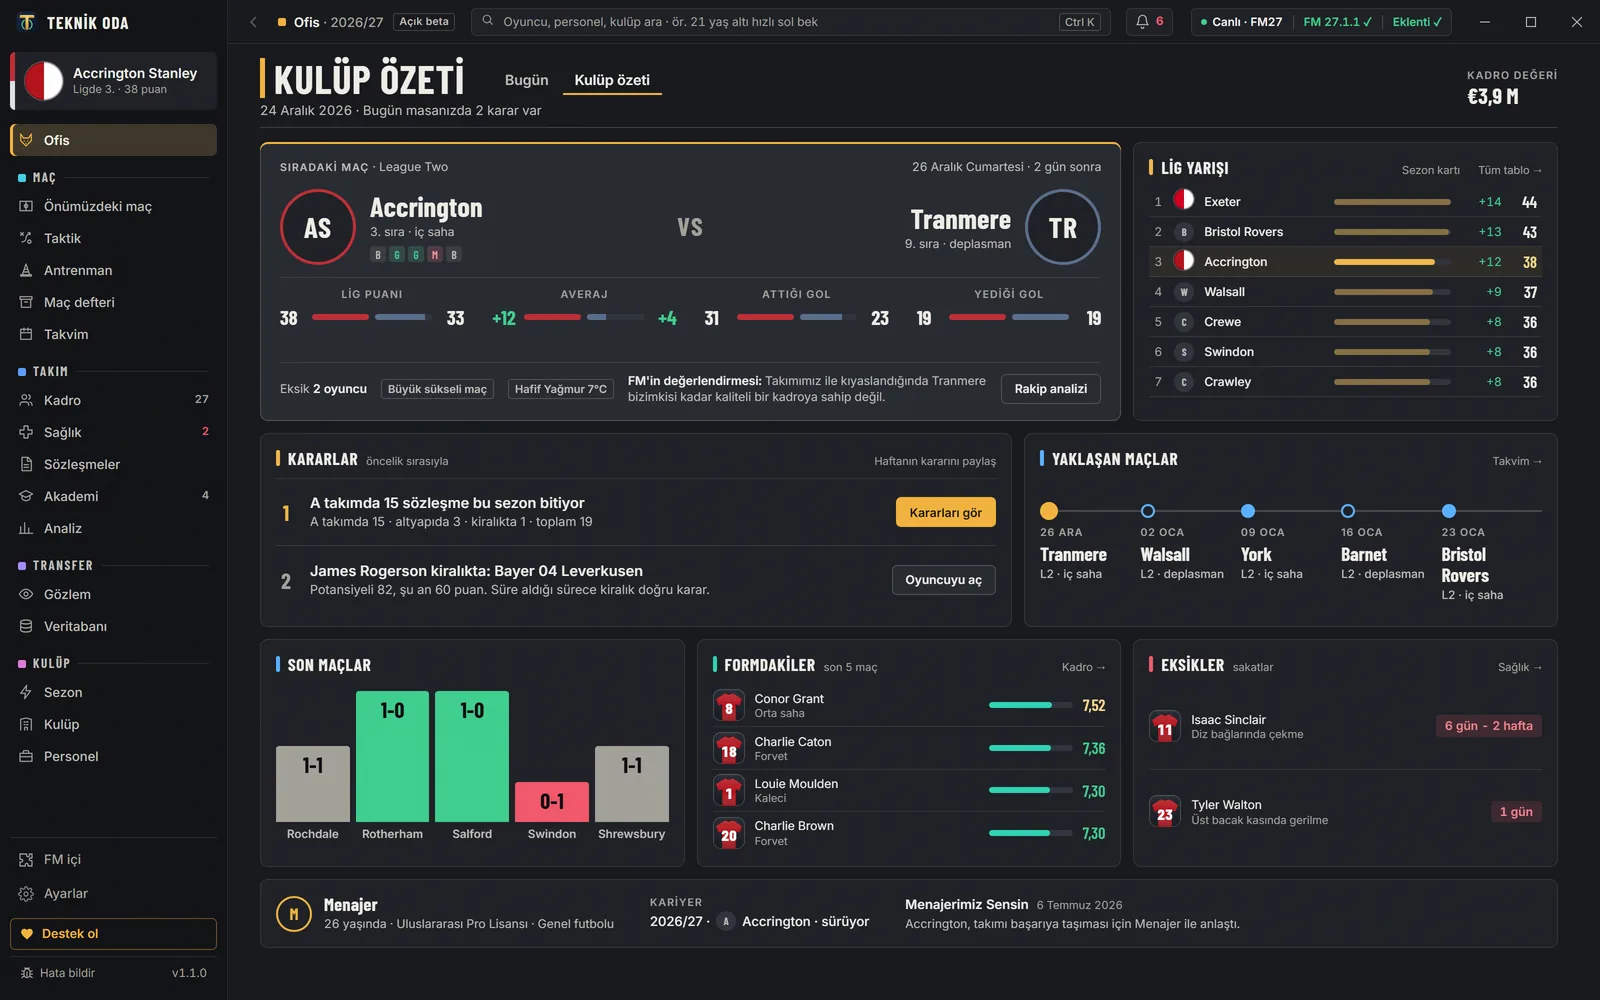 TEKNİK ODA
Ofis · 2026/27
Açık beta
Oyuncu, personel, kulüp ara · ör. 21 yaş altı hızlı sol bek
Ctrl K
6
Canlı · FM27
FM 27.1.1 ✓
Eklenti ✓
Accrington Stanley
Ligde 3. · 38 puan
Ofis
MAÇ
Önümüzdeki maç
Taktik
Antrenman
Maç defteri
Takvim
TAKIM
Kadro 27
Sağlık 2
Sözleşmeler
Akademi 4
Analiz
TRANSFER
Gözlem
Veritabanı
KULÜP
Sezon
Kulüp
Personel
FM içi
Ayarlar
Destek ol
Hata bildir v1.1.0
KULÜP ÖZETİ
Bugün
Kulüp özeti
24 Aralık 2026 · Bugün masanızda 2 karar var
KADRO DEĞERİ
€3,9 M
SIRADAKİ MAÇ · League Two
26 Aralık Cumartesi · 2 gün sonra
AS
Accrington
3. sıra · iç saha
B G G M B
VS
Tranmere
9. sıra · deplasman
TR
LİG PUANI
38 33
AVERAJ
+12 +4
ATTIĞI GOL
31 23
YEDİĞİ GOL
19 19
Eksik 2 oyuncu
Büyük sükseli maç
Hafif Yağmur 7°C
FM'in değerlendirmesi: Takımımız ile kıyaslandığında Tranmere
bizimkisi kadar kaliteli bir kadroya sahip değil.
Rakip analizi
LİG YARIŞI
Sezon kartı
Tüm tablo →
1 Exeter +14 44
2 B Bristol Rovers +13 43
3 Accrington +12 38
4 W Walsall +9 37
5 C Crewe +8 36
6 S Swindon +8 36
7 C Crawley +8 36
KARARLAR öncelik sırasıyla
Haftanın kararını paylaş
1
A takımda 15 sözleşme bu sezon bitiyor
A takımda 15 · altyapıda 3 · kiralıkta 1 · toplam 19
Kararları gör
2
James Rogerson kiralıkta: Bayer 04 Leverkusen
Potansiyeli 82, şu an 60 puan. Süre aldığı sürece kiralık doğru karar.
Oyuncuyu aç
YAKLAŞAN MAÇLAR
Takvim →
26 ARA
Tranmere
L2 · iç saha
02 OCA
Walsall
L2 · deplasman
09 OCA
York
L2 · iç saha
16 OCA
Barnet
L2 · deplasman
23 OCA
Bristol
Rovers
L2 · iç saha
SON MAÇLAR
1-1
Rochdale
1-0
Rotherham
1-0
Salford
0-1
Swindon
1-1
Shrewsbury
FORMDAKİLER son 5 maç
Kadro →
8 Conor Grant 7,52
Orta saha
18 Charlie Caton 7,36
Forvet
1 Louie Moulden 7,30
Kaleci
20 Charlie Brown 7,30
Forvet
EKSİKLER sakatlar
Sağlık →
11 Isaac Sinclair
Diz bağlarında çekme
6 gün - 2 hafta
23 Tyler Walton
Üst bacak kasında gerilme
1 gün
M
Menajer
26 yaşında · Uluslararası Pro Lisansı · Genel futbolu
KARİYER
2026/27 · A Accrington · sürüyor
Menajerimiz Sensin 6 Temmuz 2026
Accrington, takımı başarıya taşıması için Menajer ile anlaştı.